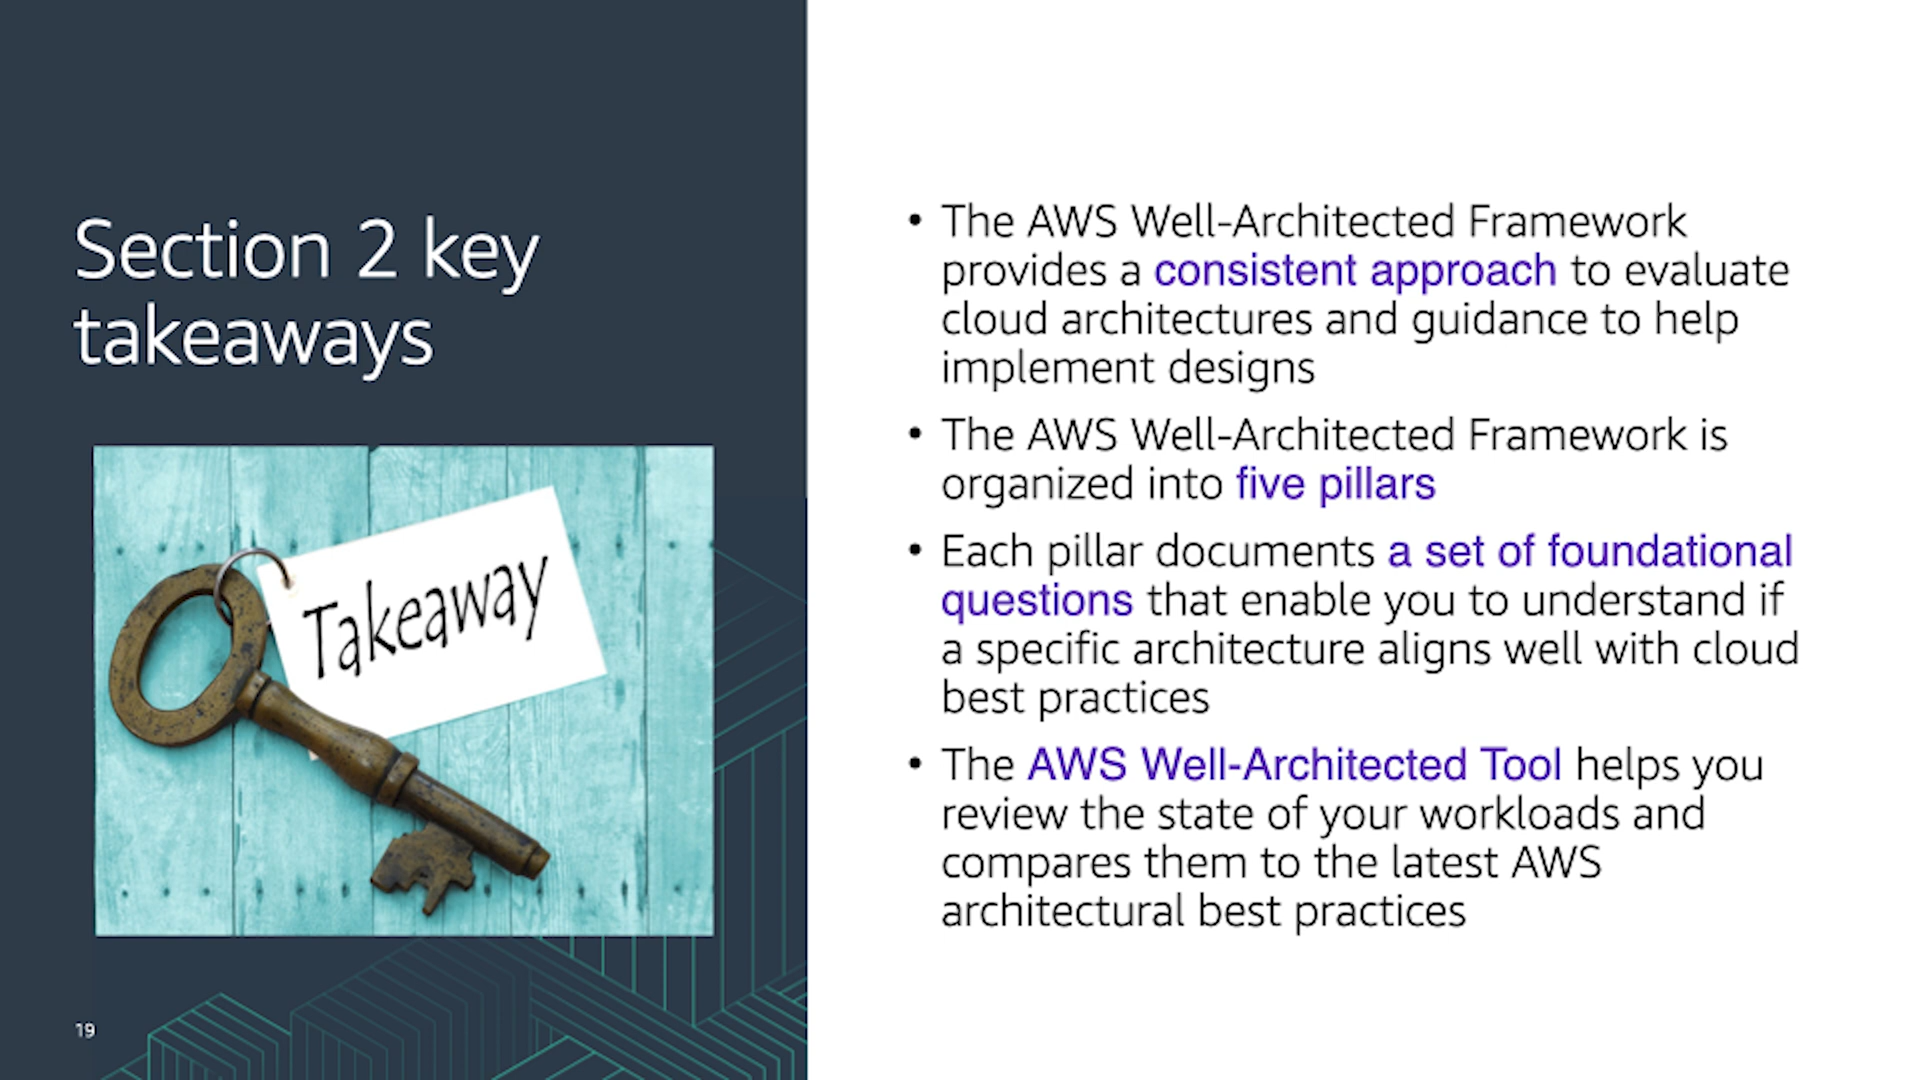 Section 2 key
takeaways
Takeaway
19
• The AWS Well-Architected Framework
provides a consistent approach to evaluate
cloud architectures and guidance to help
implement designs
• The AWS Well-Architected Framework is
organized into five pillars
• Each pillar documents a set of foundational
questions that enable you to understand if
a specific architecture aligns well with cloud
best practices
• The AWS Well-Architected Tool helps you
review the state of your workloads and
compares them to the latest AWS
architectural best practices